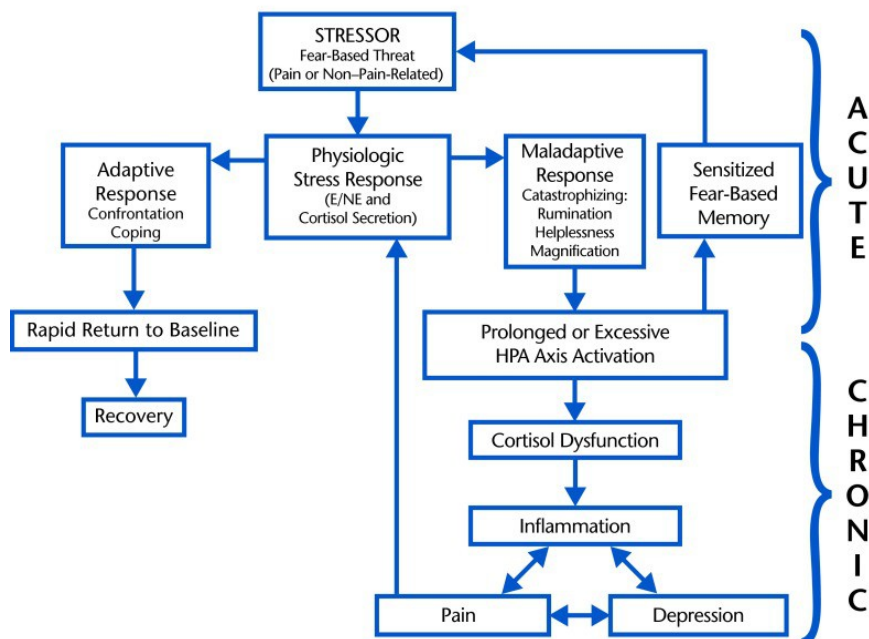 STRESSOR
Fear-Based Threat
(Pain or Non–Pain-Related)
Adaptive
Response
Confrontation
Coping
Physiologic
Stress Response
(E/NE and
Cortisol Secretion)
Maladaptive
Response
Catastrophizing:
Rumination
Helplessness
Magnification
Sensitized
Fear-Based
Memory
ACUTE
Rapid Return to Baseline
Prolonged or Excessive
HPA Axis Activation
Recovery
Cortisol Dysfunction
Inflammation
Pain
Depression
CHRONIC